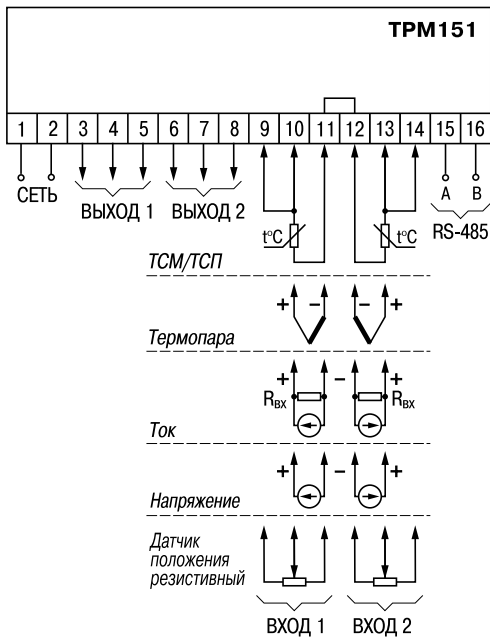 ТРМ151
1 2 3 4 5 6 7 8 9 10 11 12 13 14 15 16
СЕТЬ
ВЫХОД 1
ВЫХОД 2
A B
RS-485
t°C t°C
ТСМ/ТСП
+ – +
Термопара
+ – +
Rвх Rвх
Ток
+ – +
Напряжение
Датчик
положения
резистивный
ВХОД 1 ВХОД 2